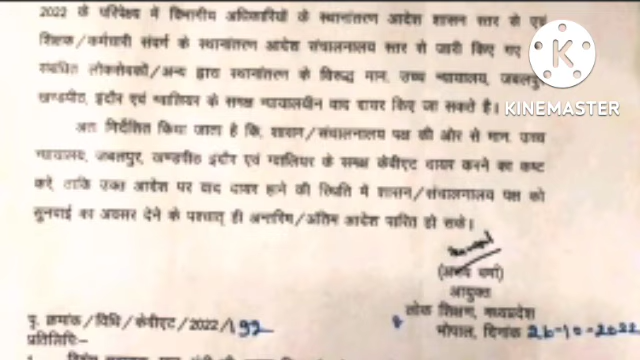 2022 के परिपेक्ष्य में विभागीय अधिकारियों के स्थानांतरण आदेश शासन स्तर से एवं
शिक्षक/कर्मचारी संवर्ग के स्थानांतरण आदेश संचालनालय स्तर से जारी किए गए
संबंधित लोकसेवकों/अन्य द्वारा स्थानांतरण के विरूद्ध मान. उच्च न्यायालय, जबलपुर
खण्डपीठ, इंदौर एवं ग्वालियर के समक्ष न्यायालयीन वाद दायर किए जा सकते है।
अतः निर्देशित किया जाता है कि, शासन/संचालनालय पक्ष की ओर से मान. उच्च
न्यायालय, जबलपुर, खण्डपीठ इंदौर एवं ग्वालियर के समक्ष केवीएट दायर करने का कष्ट
करें, ताकि उक्त आदेश पर वाद दायर होने की स्थिति में शासन/संचालनालय पक्ष को
सुनवाई का अवसर देने के पश्चात् ही अन्तरिम/अंतिम आदेश पारित हो सके।
(अभय वर्मा)
आयुक्त
लोक शिक्षण, मध्यप्रदेश
पृ. क्रमांक/विधि/केवीएट/2022/192
भोपाल, दिनांक 26-10-2022
प्रतिलिपिः-
KINEMASTER